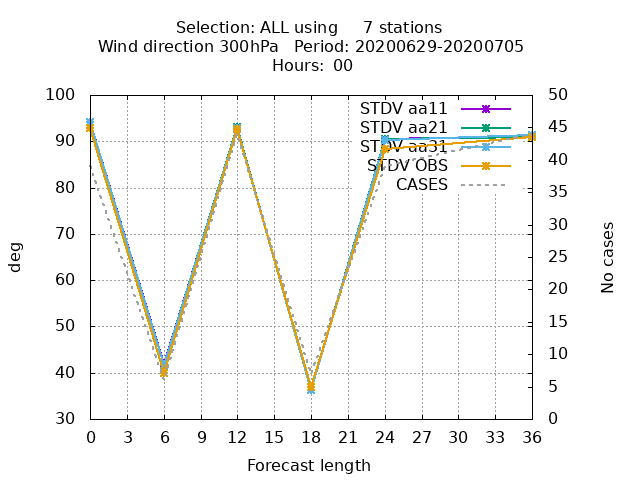 Selection: ALL using 7 stations
Wind direction 300hPa Period: 20200629-20200705
Hours: 00
100 50
STDV aa11
STDV aa21
STDV aa31
STDV OBS
CASES
90
80
70
60
50
40
30
45
40
35
30
25
20
15
10
5
0
deg
No cases
0 3 6 9 12 15 18 21 24 27 30 33 36
Forecast length